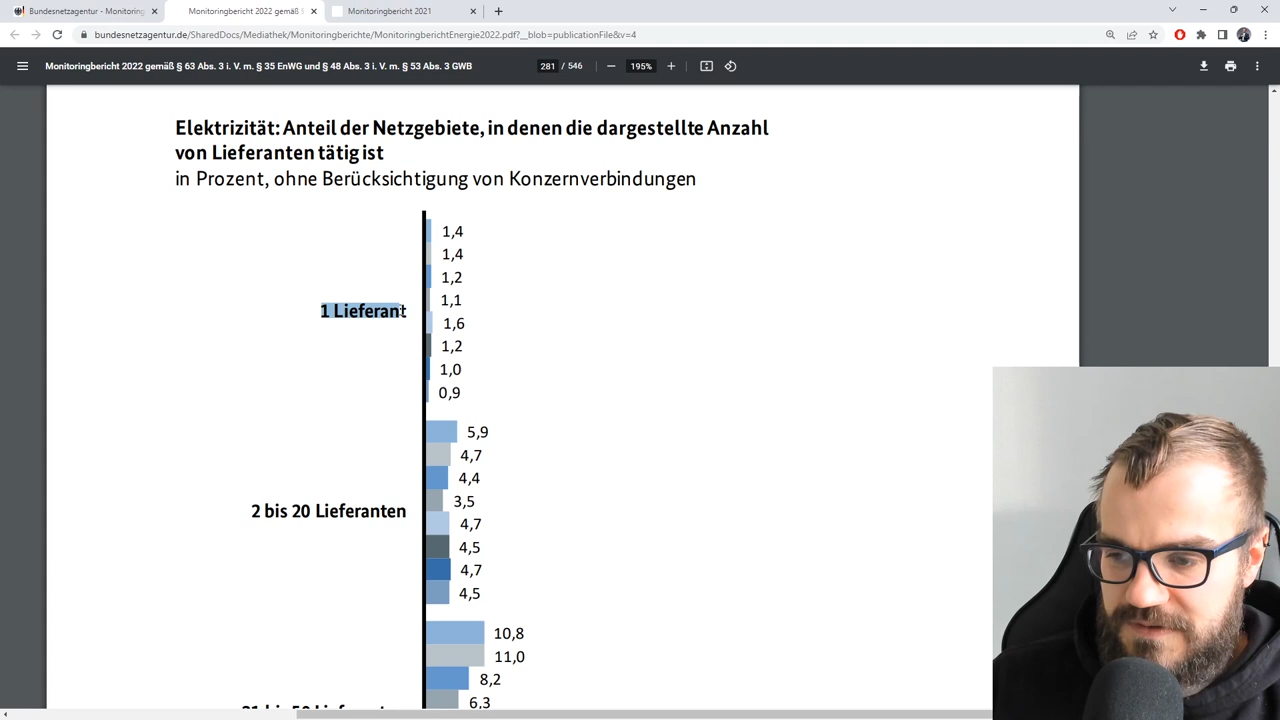 Bundesnetzagentur - Monitoring
Monitoringbericht 2022 gemäß §
Monitoringbericht 2021
bundesnetzagentur.de/SharedDocs/Mediathek/Monitoringberichte/MonitoringberichtEnergie2022.pdf?__blob=publicationFile&v=4
Monitoringbericht 2022 gemäß § 63 Abs. 3 i. V. m. § 35 EnWG und § 48 Abs. 3 i. V. m. § 53 Abs. 3 GWB
281 / 546
195%
Elektrizität: Anteil der Netzgebiete, in denen die dargestellte Anzahl
von Lieferanten tätig ist
in Prozent, ohne Berücksichtigung von Konzernverbindungen
1 Lieferant
1,4
1,4
1,2
1,1
1,6
1,2
1,0
0,9
2 bis 20 Lieferanten
5,9
4,7
4,4
3,5
4,7
4,5
4,7
4,5
10,8
11,0
8,2
6,3